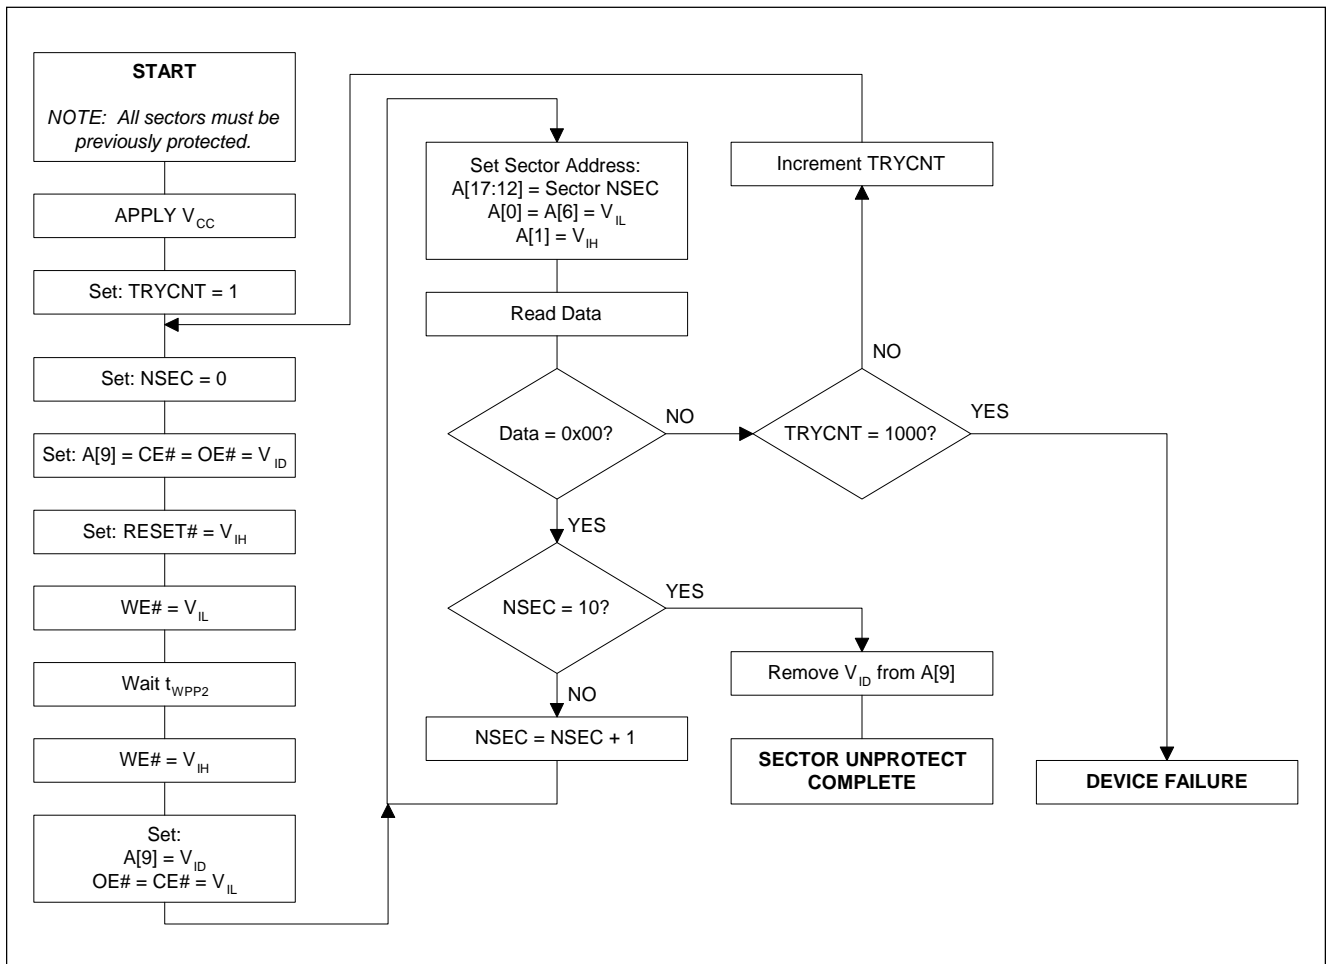 START
NOTE: All sectors must be
previously protected.
APPLY VCC
Set: TRYCNT = 1
Set: NSEC = 0
Set: A[9] = CE# = OE# = VID
Set: RESET# = VIH
WE# = VIL
Wait tWPP2
WE# = VIH
Set:
A[9] = VID
OE# = CE# = VIL
Set Sector Address:
A[17:12] = Sector NSEC
A[0] = A[6] = VIL
A[1] = VIH
Read Data
Data = 0x00?
NO
YES
NSEC = 10?
YES
NO
NSEC = NSEC + 1
Increment TRYCNT
NO
TRYCNT = 1000?
YES
Remove VID from A[9]
SECTOR UNPROTECT
COMPLETE
DEVICE FAILURE